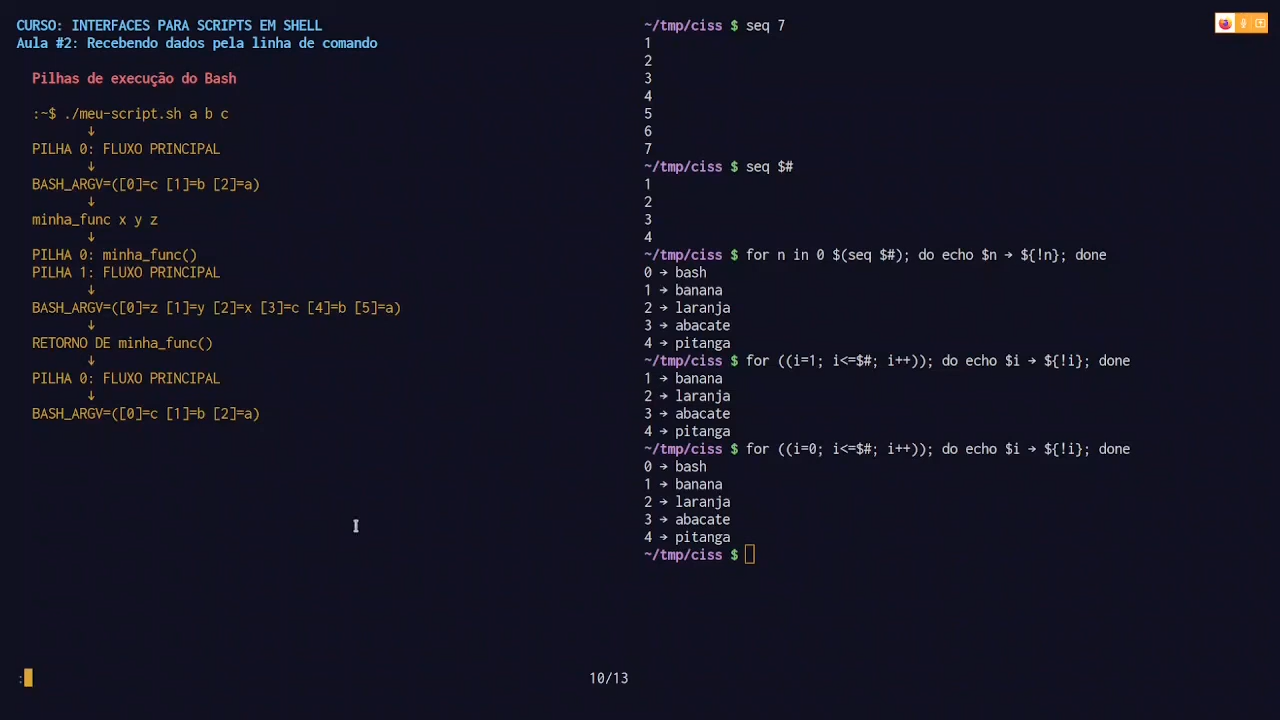 CURSO: INTERFACES PARA SCRIPTS EM SHELL
Aula #2: Recebendo dados pela linha de comando
Pilhas de execução do Bash
:~$ ./meu-script.sh a b c
↓
PILHA 0: FLUXO PRINCIPAL
↓
BASH_ARGV=([0]=c [1]=b [2]=a)
↓
minha_func x y z
↓
PILHA 0: minha_func()
PILHA 1: FLUXO PRINCIPAL
↓
BASH_ARGV=([0]=z [1]=y [2]=x [3]=c [4]=b [5]=a)
↓
RETORNO DE minha_func()
↓
PILHA 0: FLUXO PRINCIPAL
↓
BASH_ARGV=([0]=c [1]=b [2]=a)
:
10/13
~/tmp/ciss $ seq 7
1
2
3
4
5
6
7
~/tmp/ciss $ seq $#
1
2
3
4
~/tmp/ciss $ for n in 0 $(seq $#); do echo $n → ${!n}; done
0 → bash
1 → banana
2 → laranja
3 → abacate
4 → pitanga
~/tmp/ciss $ for ((i=1; i<=$#; i++)); do echo $i → ${!i}; done
1 → banana
2 → laranja
3 → abacate
4 → pitanga
~/tmp/ciss $ for ((i=0; i<=$#; i++)); do echo $i → ${!i}; done
0 → bash
1 → banana
2 → laranja
3 → abacate
4 → pitanga
~/tmp/ciss $